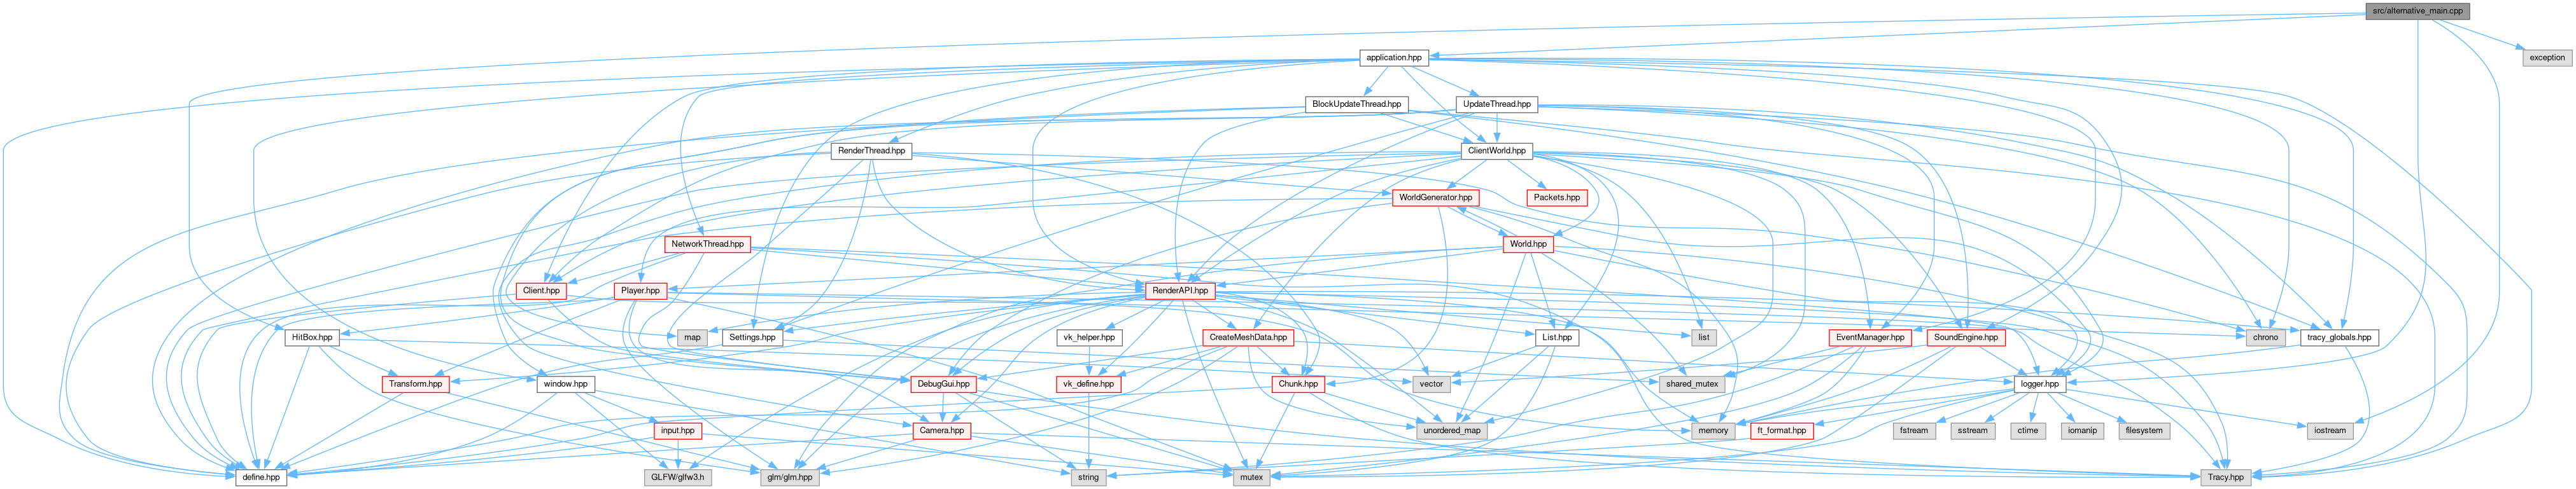 src/alternative_main.cpp
application.hpp
exception
BlockUpdateThread.hpp
UpdateThread.hpp
RenderThread.hpp
ClientWorld.hpp
WorldGenerator.hpp
Packets.hpp
NetworkThread.hpp
World.hpp
Client.hpp
Player.hpp
RenderAPI.hpp
HitBox.hpp
map
Settings.hpp
vk_helper.hpp
CreateMeshData.hpp
list
List.hpp
EventManager.hpp
SoundEngine.hpp
chrono
tracy_globals.hpp
Transform.hpp
window.hpp
DebugGui.hpp
vk_define.hpp
Chunk.hpp
vector
shared_mutex
logger.hpp
input.hpp
Camera.hpp
unordered_map
memory
ft_format.hpp
fstream
sstream
ctime
iomanip
filesystem
iostream
define.hpp
GLFW/glfw3.h
glm/glm.hpp
string
mutex
Tracy.hpp